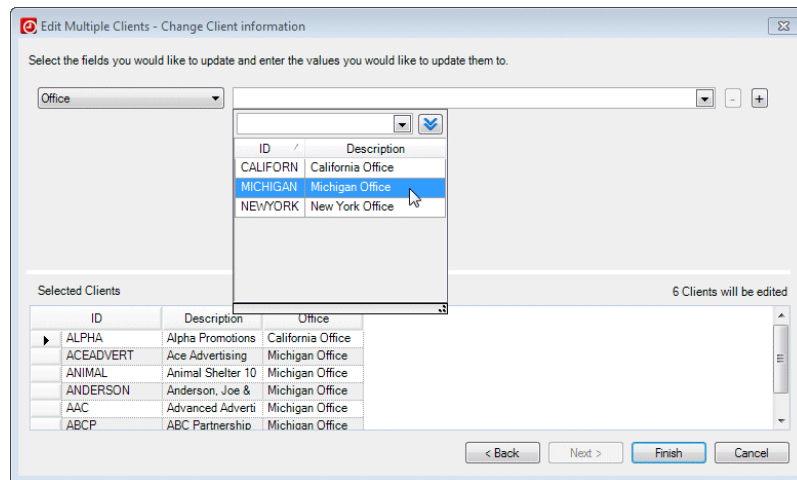 Edit Multiple Clients - Change Client information
Select the fields you would like to update and enter the values you would like to update them to.
Office
- +
ID Description
CALIFORN California Office
MICHIGAN Michigan Office
NEWYORK New York Office
Selected Clients 6 Clients will be edited
ID Description Office
ALPHA Alpha Promotions California Office
ACEADVERT Ace Advertising Michigan Office
ANIMAL Animal Shelter 10 Michigan Office
ANDERSON Anderson, Joe & Michigan Office
AAC Advanced Adverti Michigan Office
ABCP ABC Partnership Michigan Office
< Back Next > Finish Cancel